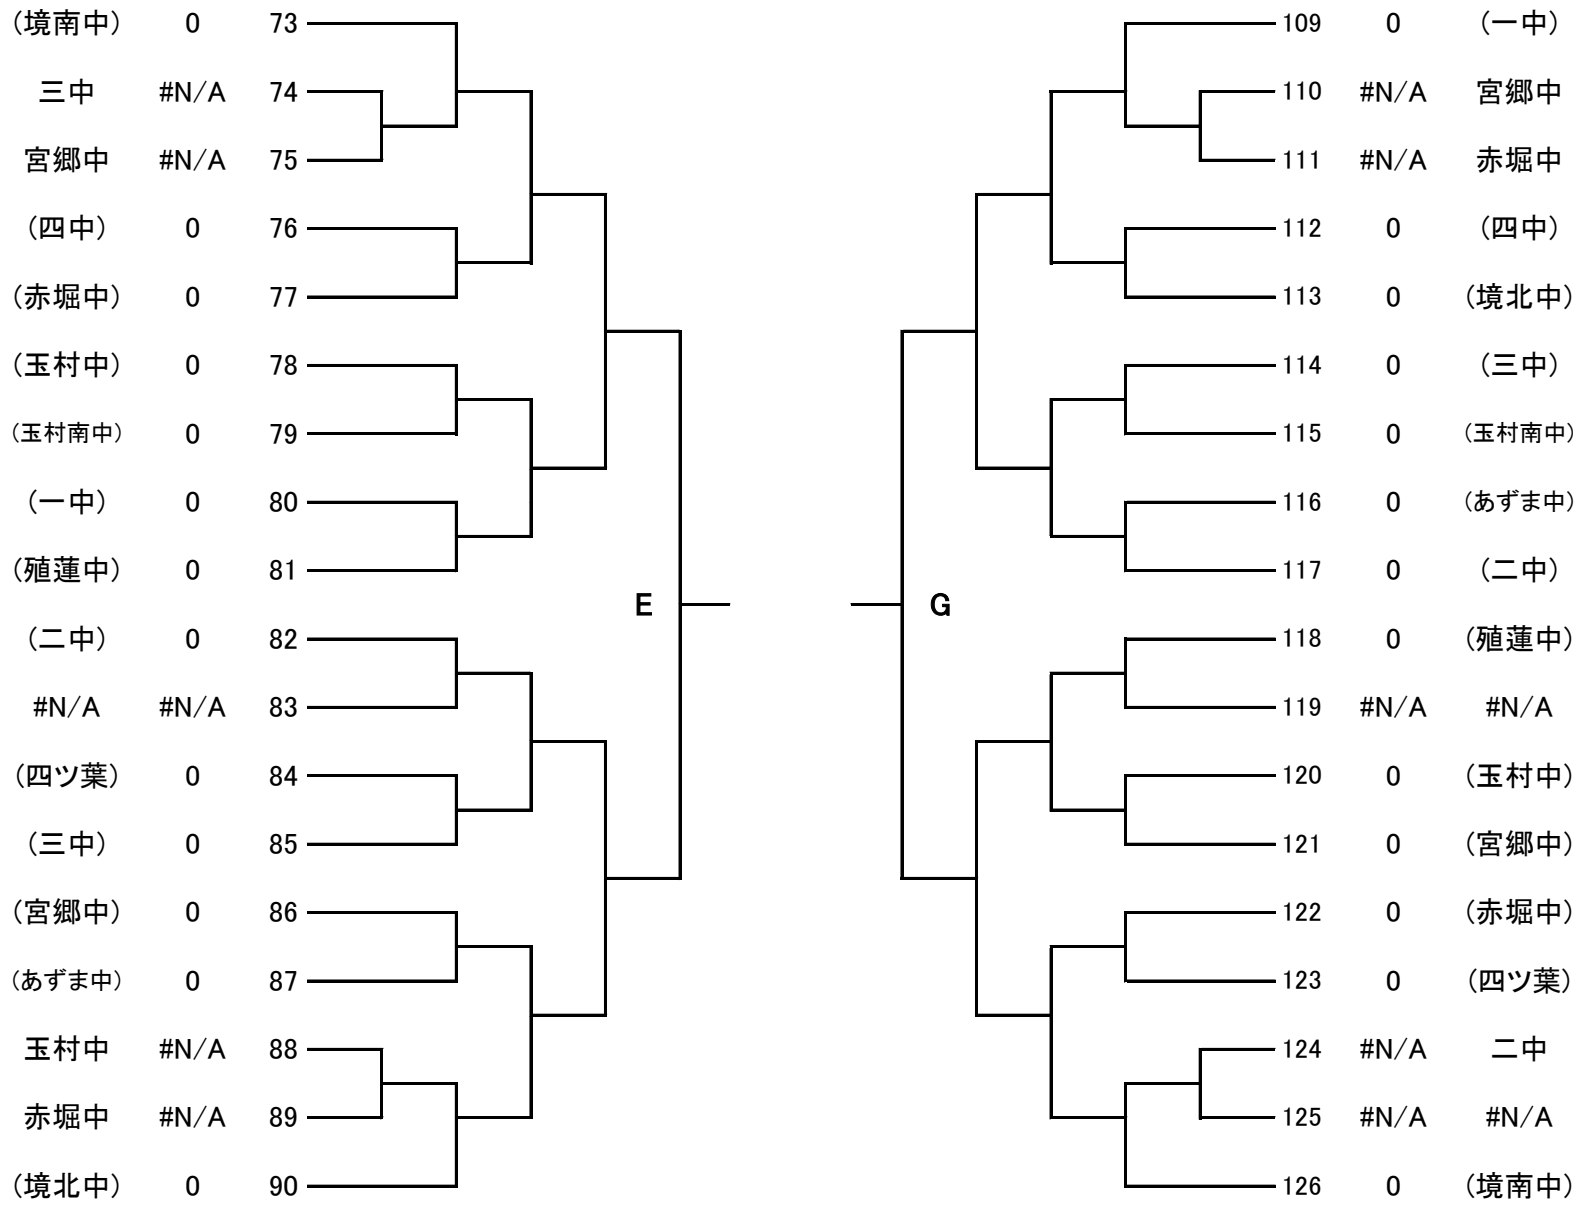 (境南中) 0 73
三中 #N/A 74
宮郷中 #N/A 75
(四中) 0 76
(赤堀中) 0 77
(玉村中) 0 78
(玉村南中) 0 79
(一中) 0 80
(殖蓮中) 0 81
(二中) 0 82
#N/A #N/A 83
(四ツ葉) 0 84
(三中) 0 85
(宮郷中) 0 86
(あずま中) 0 87
玉村中 #N/A 88
赤堀中 #N/A 89
(境北中) 0 90
E
G
109 0 (一中)
110 #N/A 宮郷中
111 #N/A 赤堀中
112 0 (四中)
113 0 (境北中)
114 0 (三中)
115 0 (玉村南中)
116 0 (あずま中)
117 0 (二中)
118 0 (殖蓮中)
119 #N/A #N/A
120 0 (玉村中)
121 0 (宮郷中)
122 0 (赤堀中)
123 0 (四ツ葉)
124 #N/A 二中
125 #N/A #N/A
126 0 (境南中)